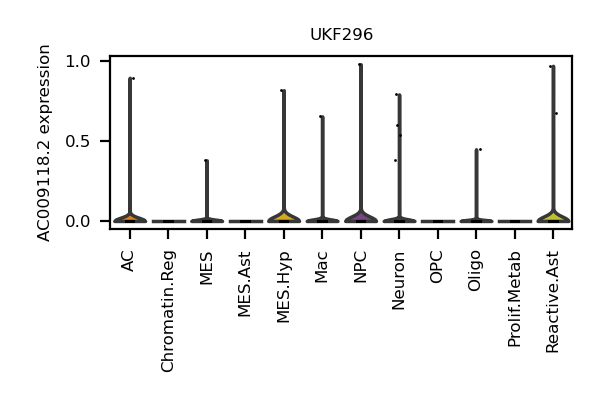 UKF296
AC009118.2 expression
1.0
0.5
0.0
AC
Chromatin.Reg
MES
MES.Ast
MES.Hyp
Mac
NPC
Neuron
OPC
Oligo
Prolif.Metab
Reactive.Ast